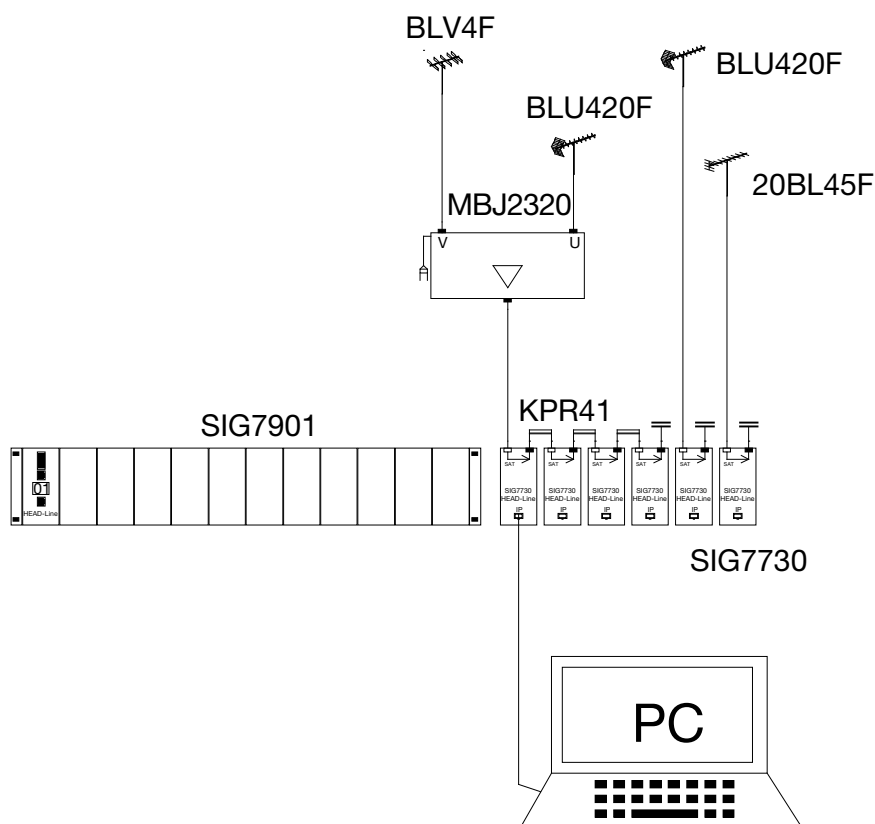 BLV4F
BLU420F
BLU420F
20BL45F
MBJ2320
V
U
SIG7901
KPR41
01
HEAD-Line
SAT
SAT
SAT
SAT
SAT
SAT
SIG7730
HEAD-Line
IP
SIG7730
HEAD-Line
IP
SIG7730
HEAD-Line
IP
SIG7730
HEAD-Line
IP
SIG7730
HEAD-Line
IP
SIG7730
HEAD-Line
IP
SIG7730
PC